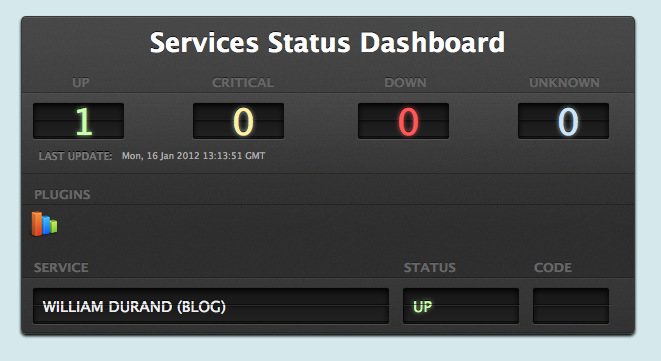 Services Status Dashboard
UP CRITICAL DOWN UNKNOWN
1 0 0 0
LAST UPDATE: Mon, 16 Jan 2012 13:13:51 GMT
PLUGINS
SERVICE STATUS CODE
WILLIAM DURAND (BLOG) UP